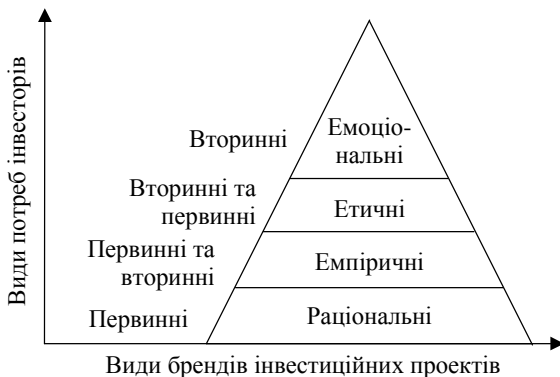 Види потреб інвесторів
Вторинні
Емоціо-
нальні
Вторинні та
первинні
Етичні
Первинні та
вторинні
Емпіричні
Первинні
Раціональні
Види брендів інвестиційних проектів